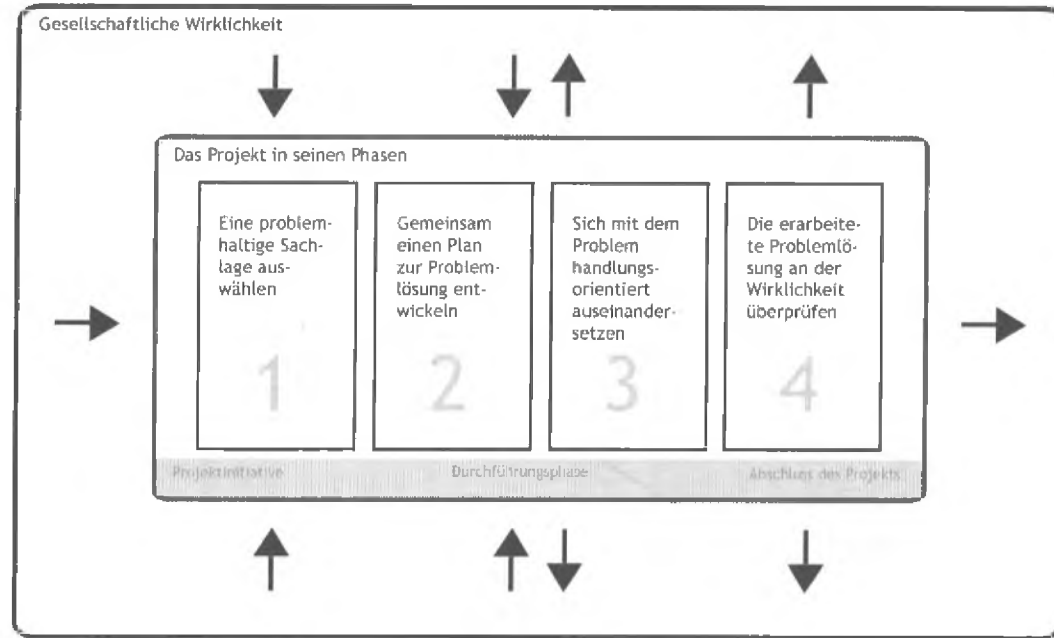 Gesellschaftliche Wirklichkeit
Das Projekt in seinen Phasen
Eine problem-
haltige Sach-
lage aus-
wählen
1
Gemeinsam
einen Plan
zur Problem-
lösung ent-
wickeln
2
Sich mit dem
Problem
handlungs-
orientiert
auseinander-
setzen
3
Die erarbeite-
te Problemlö-
sung an der
Wirklichkeit
überprüfen
4
Projektinitiative
Durchführungsphase
Abschluss des Projekts